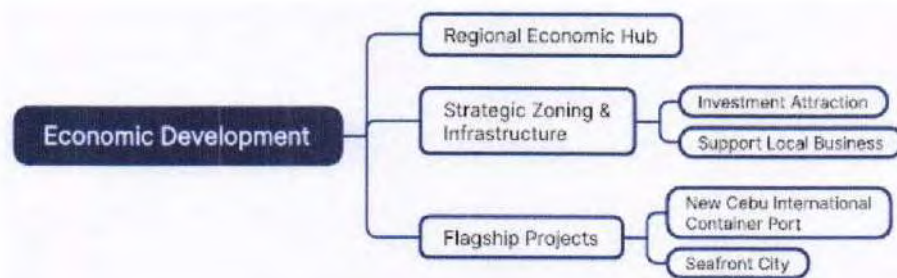 Economic Development
Regional Economic Hub
Strategic Zoning &
Infrastructure
Investment Attraction
Support Local Business
Flagship Projects
New Cebu International
Container Port
Seafront City